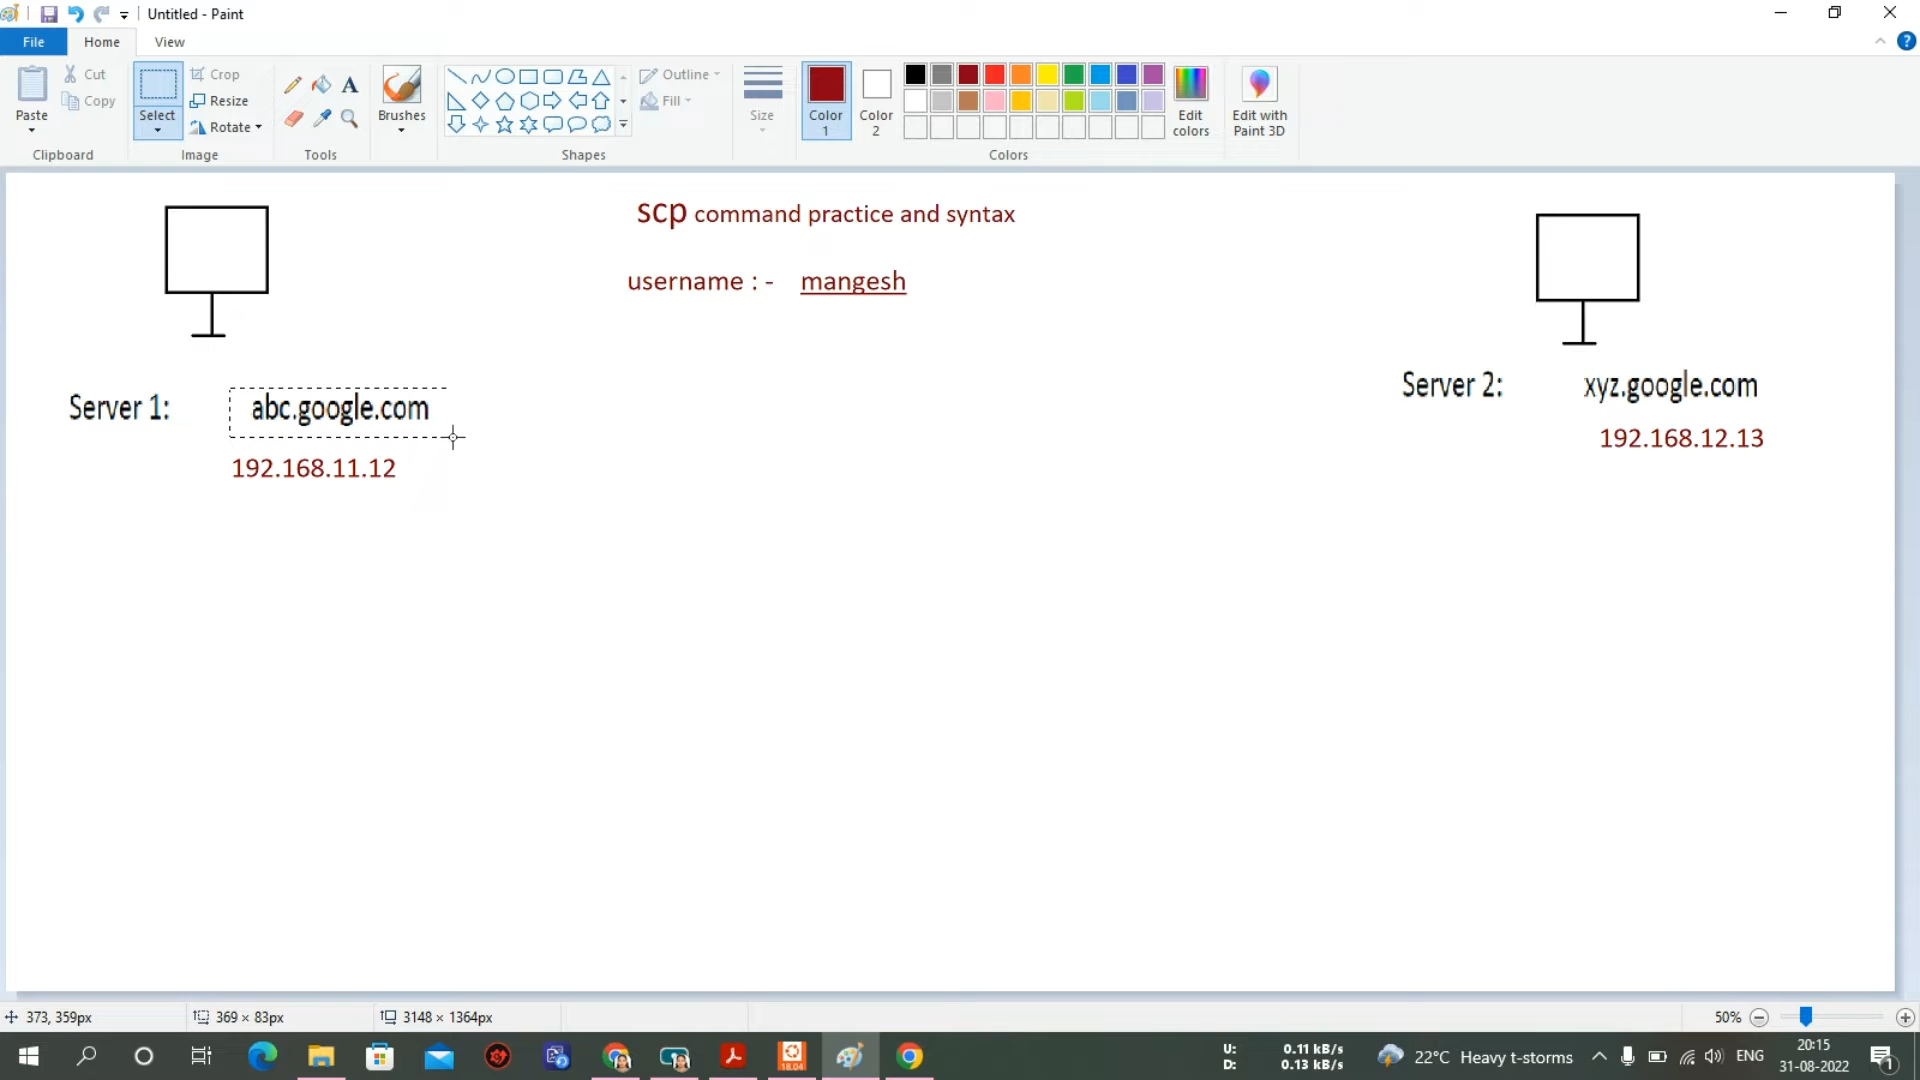 Untitled - Paint
File
Home
View
Paste
Cut
Copy
Clipboard
Select
Crop
Resize
Rotate
Image
A
Tools
Brushes
Shapes
Outline
Fill
Size
Color 1
Color 2
Colors
Edit colors
Edit with Paint 3D
scp command practice and syntax
username : - mangesh
Server 1: abc.google.com
192.168.11.12
Server 2: xyz.google.com
192.168.12.13
373, 359px
369 × 83px
3148 × 1364px
50%
18.04
U: 0.11 kB/s
D: 0.13 kB/s
22°C Heavy t-storms
ENG
20:15
31-08-2022
1